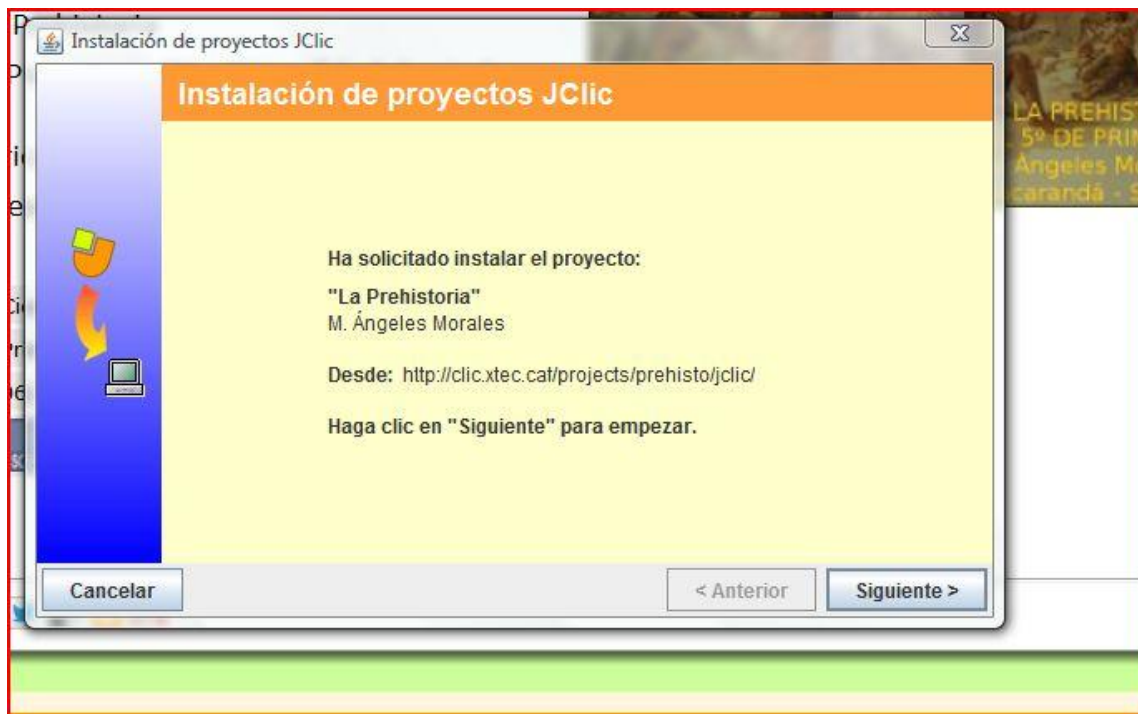 Instalación de proyectos JClic
Instalación de proyectos JClic
Ha solicitado instalar el proyecto:
"La Prehistoria"
M. Ángeles Morales
Desde: http://clic.xtec.cat/projects/prehisto/jclic/
Haga clic en "Siguiente" para empezar.
Cancelar
< Anterior
Siguiente >
LA PREHIS
5º DE PRI
Ángeles M